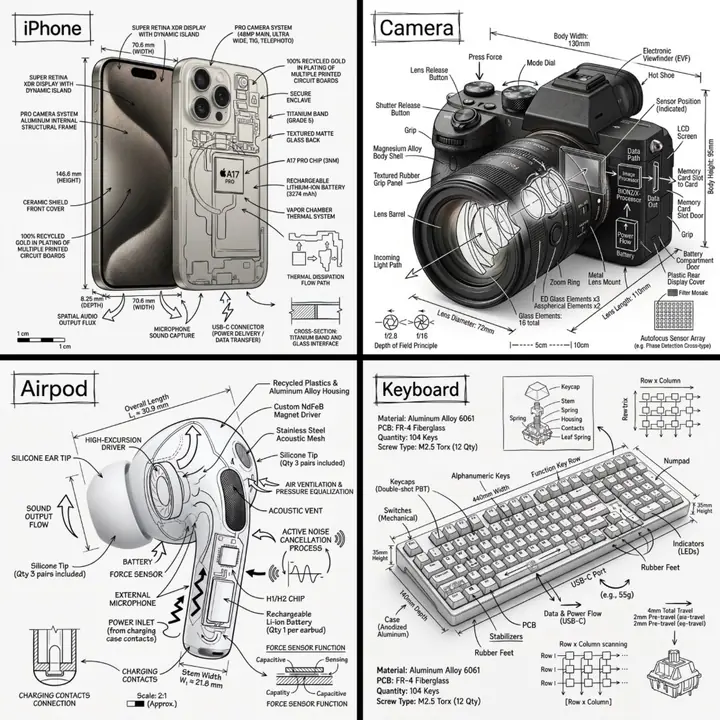 iPhone
SUPER RETINA XDR DISPLAY
WITH DYNAMIC ISLAND
70.6 mm
(WIDTH)
PRO CAMERA SYSTEM
(48MP MAIN, ULTRA
WIDE, TIG, TELEPHOTO)
SUPER RETINA
XDR DISPLAY WITH
DYNAMIC ISLAND
PRO CAMERA SYSTEM
ALUMINUM INTERNAL
STRUCTURAL FRAME
146.6 mm
(HEIGHT)
CERAMIC SHIELD
FRONT COVER
100% RECYCLED
GOLD IN PLATING OF
MULTIPLE PRINTED
CIRCUIT BOARDS
100% RECYCLED GOLD
IN PLATING OF
MULTIPLE PRINTED
CIRCUIT BOARDS
SECURE
ENCLAVE
TITANIUM BAND
(GRADE 5)
TEXTURED MATTE
GLASS BACK
A17 PRO CHIP (3NM)
A17
PRO
RECHARGEABLE
LITHIUM-ION BATTERY
(3274 mAh)
VAPOR CHAMBER
THERMAL SYSTEM
THERMAL DISSIPATION
FLOW PATH
8.25 mm
(DEPTH)
70.6 mm
(WIDTH)
SPATIAL AUDIO
OUTPUT FLUX
MICROPHONE
SOUND CAPTURE
USB-C CONNECTOR
(POWER DELIVERY /
DATA TRANSFER)
CROSS-SECTION:
TITANIUM BAND AND
GLASS INTERFACE
1 cm
1 cm
Camera
Body Width:
130mm
Press Force
Mode Dial
Electronic
Viewfinder (EVF)
Hot Shoe
Lens Release
Button
Shutter Release
Button
Grip
Magnesium Alloy
Body Shell
Textured Rubber
Grip Panel
Lens Barrel
Incoming
Light Path
Sensor Position
(Indicated)
LCD
Screen
Body Height: 95mm
Data
Path
Image
Processor
BIONZ/X-
Processor
Data
Out
Power
Flow
Battery
Memory
Card Slot
to Card
Memory
Card
Slot Door
Grip
Battery
Compartment
Door
Plastic Rear
Display Cover
Metal
Lens Mount
Zoom Ring
ED Glass Elements x3
Aaspherical Elements x2
Glass Elements:
16 total
Lens Length: 110mm
Lens Diameter: 72mm
f/2.8
f/16
Depth of Field Principle
5cm
10cm
Filter Mosaic
Autofocus Sensor Array
(e.g. Phase Detection Cross-type)
Airpod
Overall Length
L₁ ≈ 30.9 mm
HIGH-EXCURSION
DRIVER
SILICONE EAR TIP
SOUND
OUTPUT
FLOW
Silicone Tip
(Qty 3 pairs included)
BATTERY
FORCE SENSOR
EXTERNAL
MICROPHONE
POWER INLET
(from charging
case contacts)
CHARGING
CONTACTS
CHARGING CONTACTS
CONNECTION
Scale: 2:1
(Approx.)
Stem Width
W₁ ≈ 21.8 mm
Recycled Plastics &
Aluminum Alloy Housing
Custom NdFeB
Magnet Driver
Stainless Steel
Acoustic Mesh
Silicone Tip
(Qty 3 pairs included)
AIR VENTILATION &
PRESSURE EQUALIZATION
ACOUSTIC VENT
ACTIVE NOISE
CANCELLATION
PROCESS
H1/H2 CHIP
Rechargeable
Li-ion Battery
(Qty 1 per earbud)
FORCE SENSOR FUNCTION
Capacitive
Sensing
Capatity
Force
FORCE SENSOR FUNCTION
Keyboard
Material: Aluminum Alloy 6061
PCB: FR-4 Fiberglass
Quantity: 104 Keys
Screw Type: M2.5 Torx (12 Qty)
Keycap
Stem
Spring
Spring
Housing
Contacts
Leaf Spring
Row x Column
Rew trix
Keycaps
(Double-shot PBT)
Alphanumeric Keys
440mm Width
Function Key Row
Numpad
Switches
(Mechanical)
35mm
Height
35mm
Height
140mm Depth
Case
(Anodized
Aluminum)
Indicators
(LEDs)
Rubber Feet
USB-C Port
(e.g., 55g)
Data & Power Flow
(USB-C)
PCB
Stabilizers
Rubber Feet
4mm Total Travel
2mm Pre-travel
2mm Pre-travel
Row x Column scanning
Row I
Row I
Row I
[Row x Column]
Material: Aluminum Alloy 6061
PCB: FR-4 Fiberglass
Quantity: 104 Keys
Screw Type: M2.5 Torx (12 Qty)